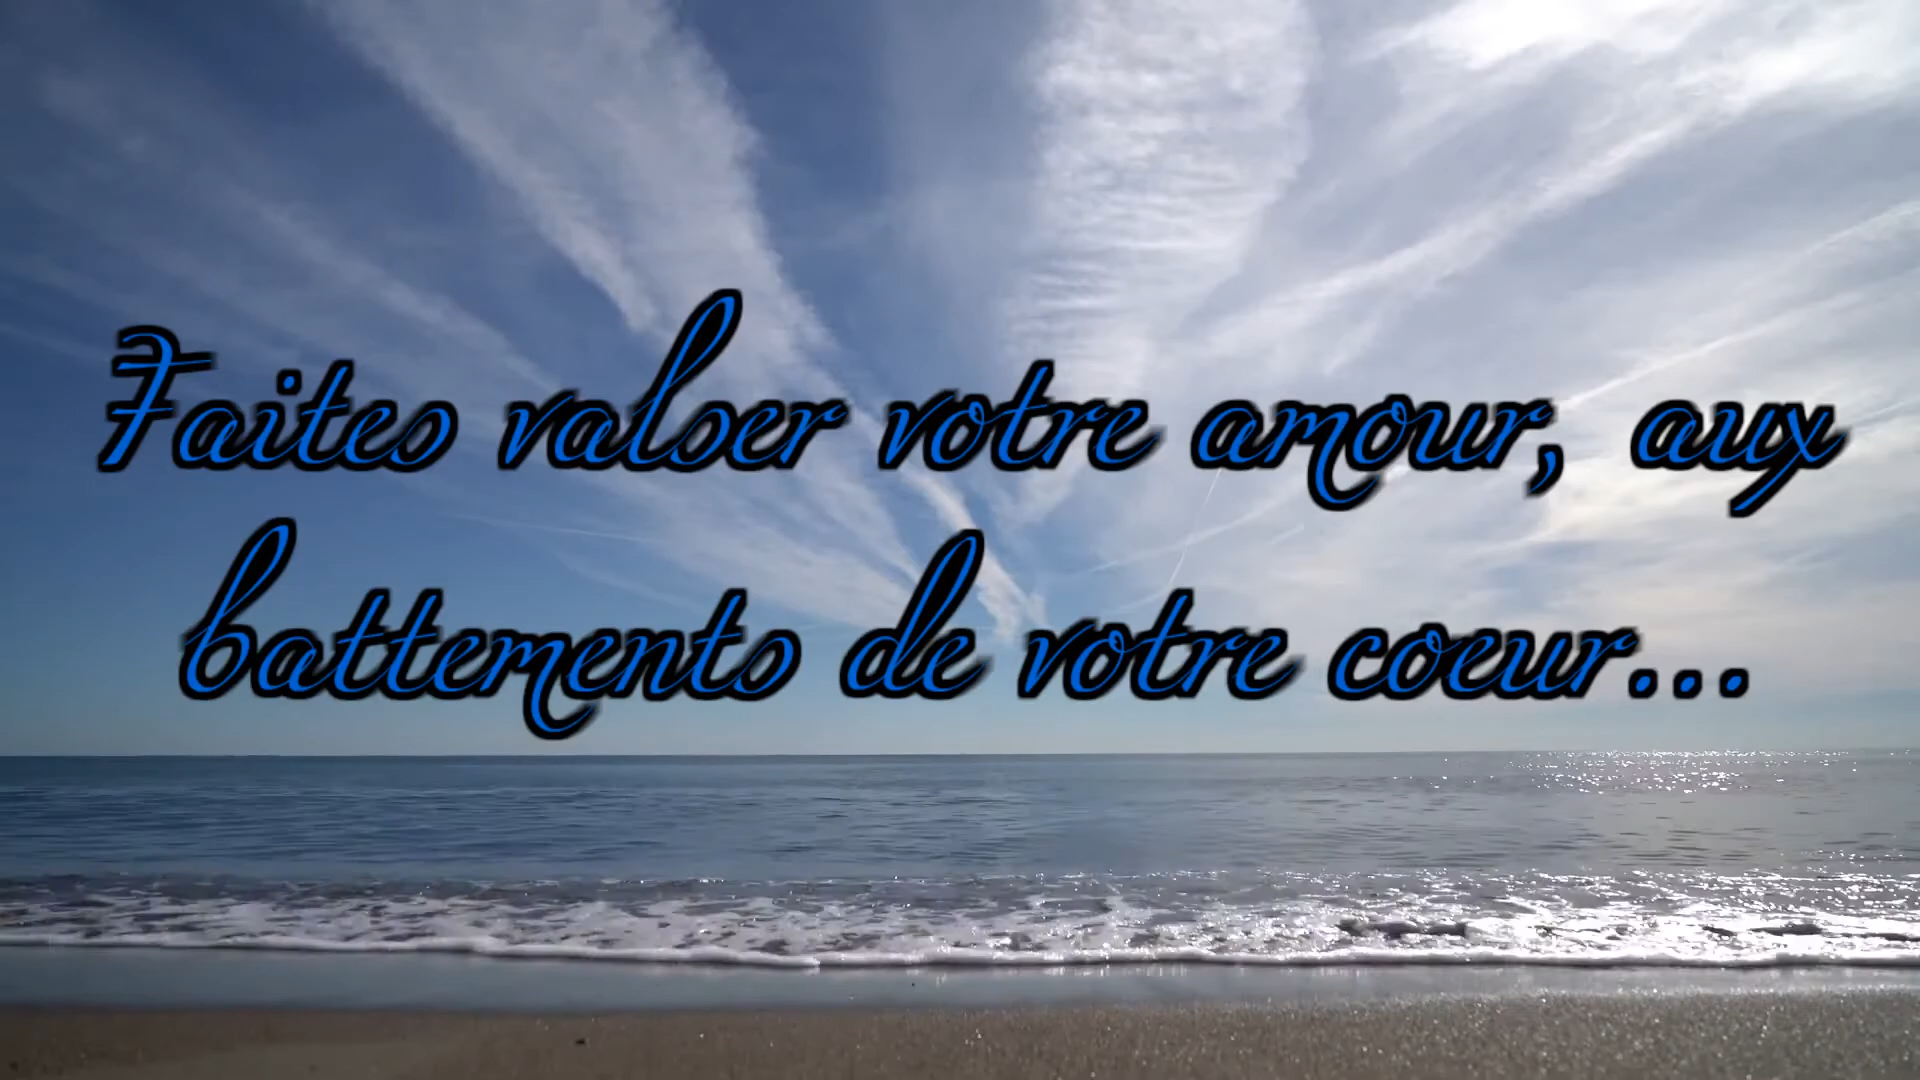 Faites valser votre amour, aux
battements de votre coeur...